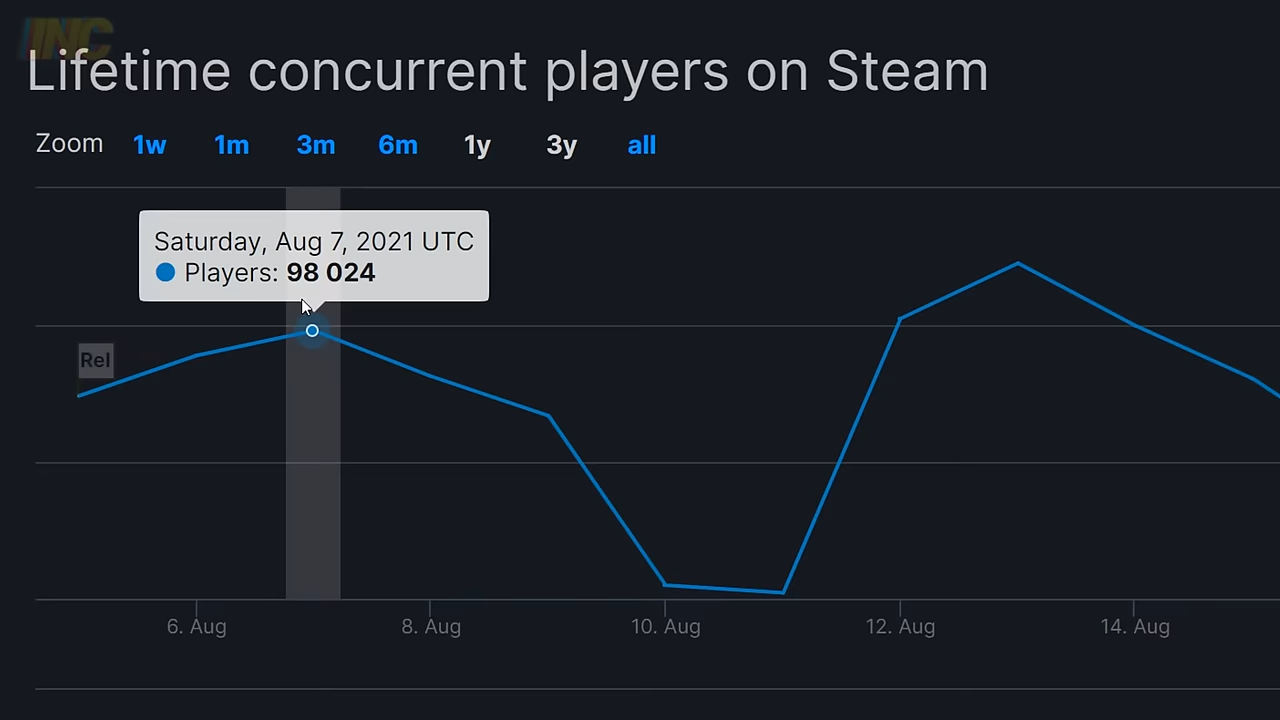 INC
Lifetime concurrent players on Steam
Zoom 1w 1m 3m 6m 1y 3y all
Saturday, Aug 7, 2021 UTC
Players: 98 024
Rel
6. Aug 8. Aug 10. Aug 12. Aug 14. Aug